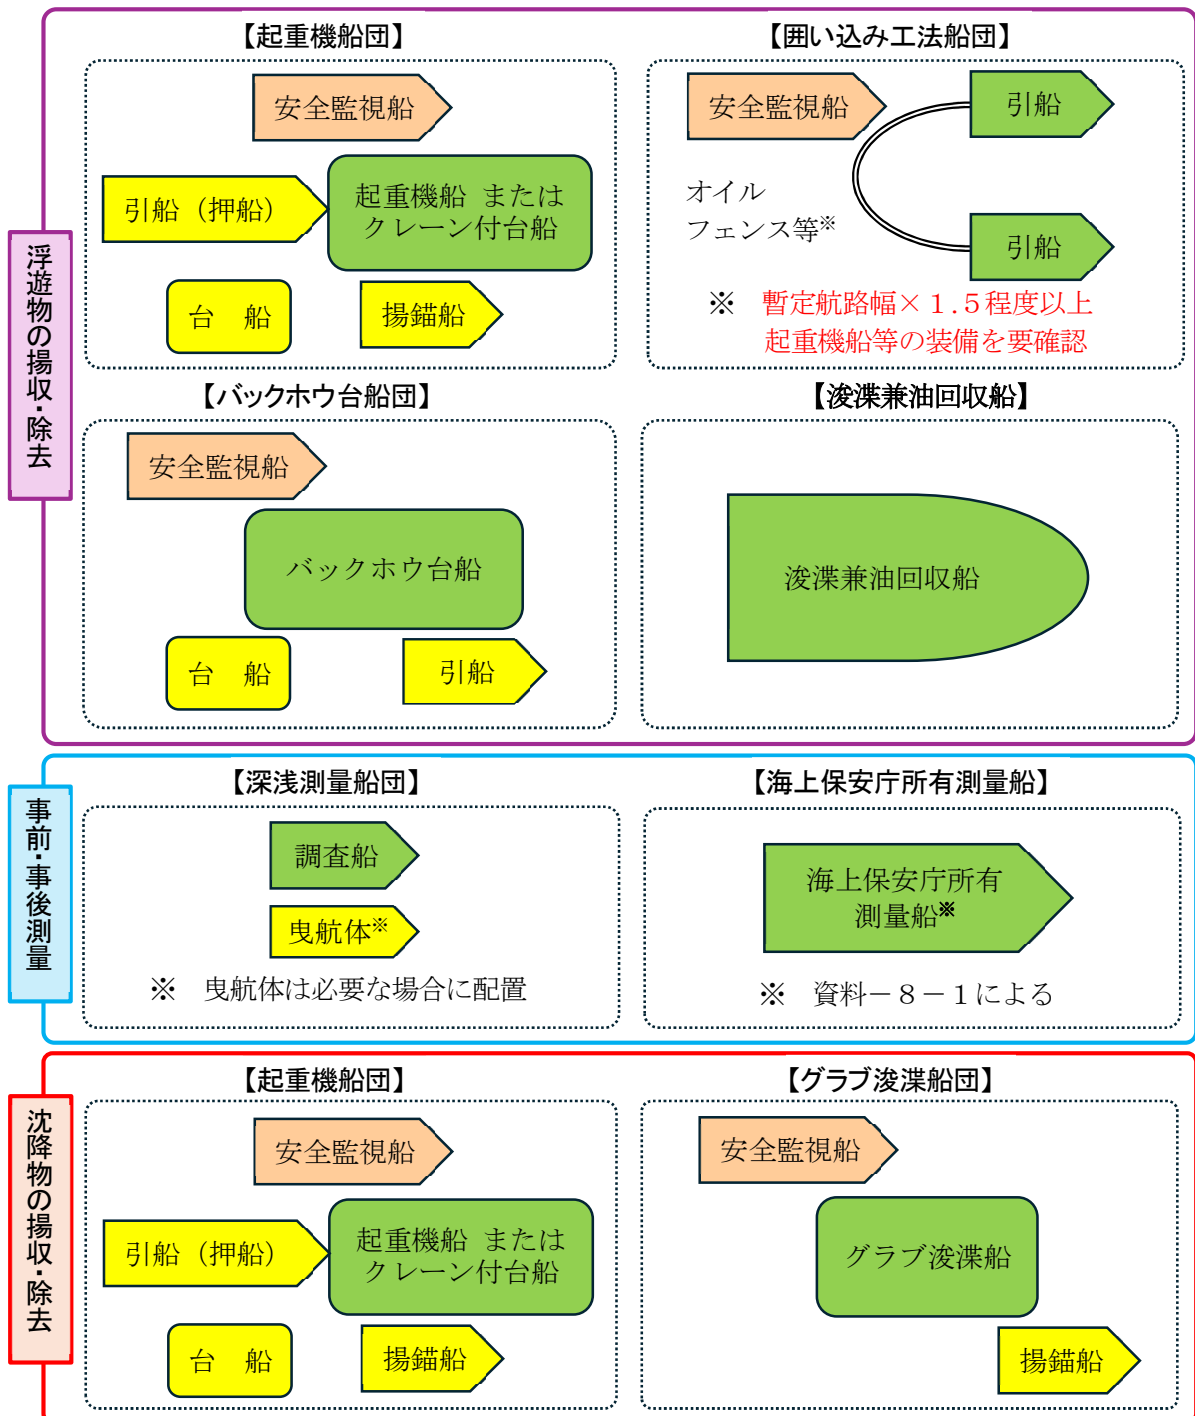 浮遊物の揚収・除去
【起重機船団】
安全監視船
引船（押船）
起重機船 または
クレーン付台船
台　船
揚錨船
【囲い込み工法船団】
安全監視船
引船
オイル
フェンス等※
引船
※　暫定航路幅×１.５程度以上
起重機船等の装備を要確認
【バックホウ台船団】
安全監視船
バックホウ台船
台　船
引船
【浚渫兼油回収船】
浚渫兼油回収船
事前・事後測量
【深浅測量船団】
調査船
曳航体※
※　曳航体は必要な場合に配置
【海上保安庁所有測量船】
海上保安庁所有
測量船※
※　資料－８－１による
沈降物の揚収・除去
【起重機船団】
安全監視船
引船（押船）
起重機船 または
クレーン付台船
台　船
揚錨船
【グラブ浚渫船団】
安全監視船
グラブ浚渫船
揚錨船